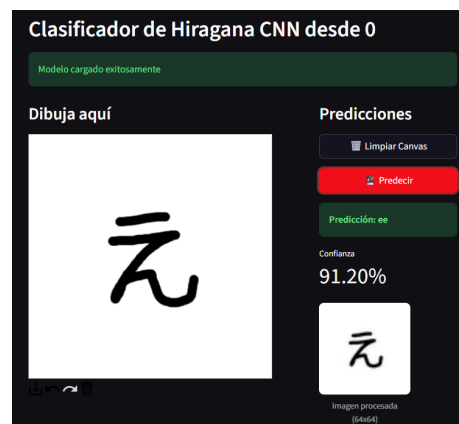 Clasificador de Hiragana CNN desde 0
Modelo cargado exitosamente
Dibuja aquí
え
Predicciones
Limpiar Canvas
Predecir
Predicción: ee
Confianza
91.20%
え
Imagen procesada
(64x64)